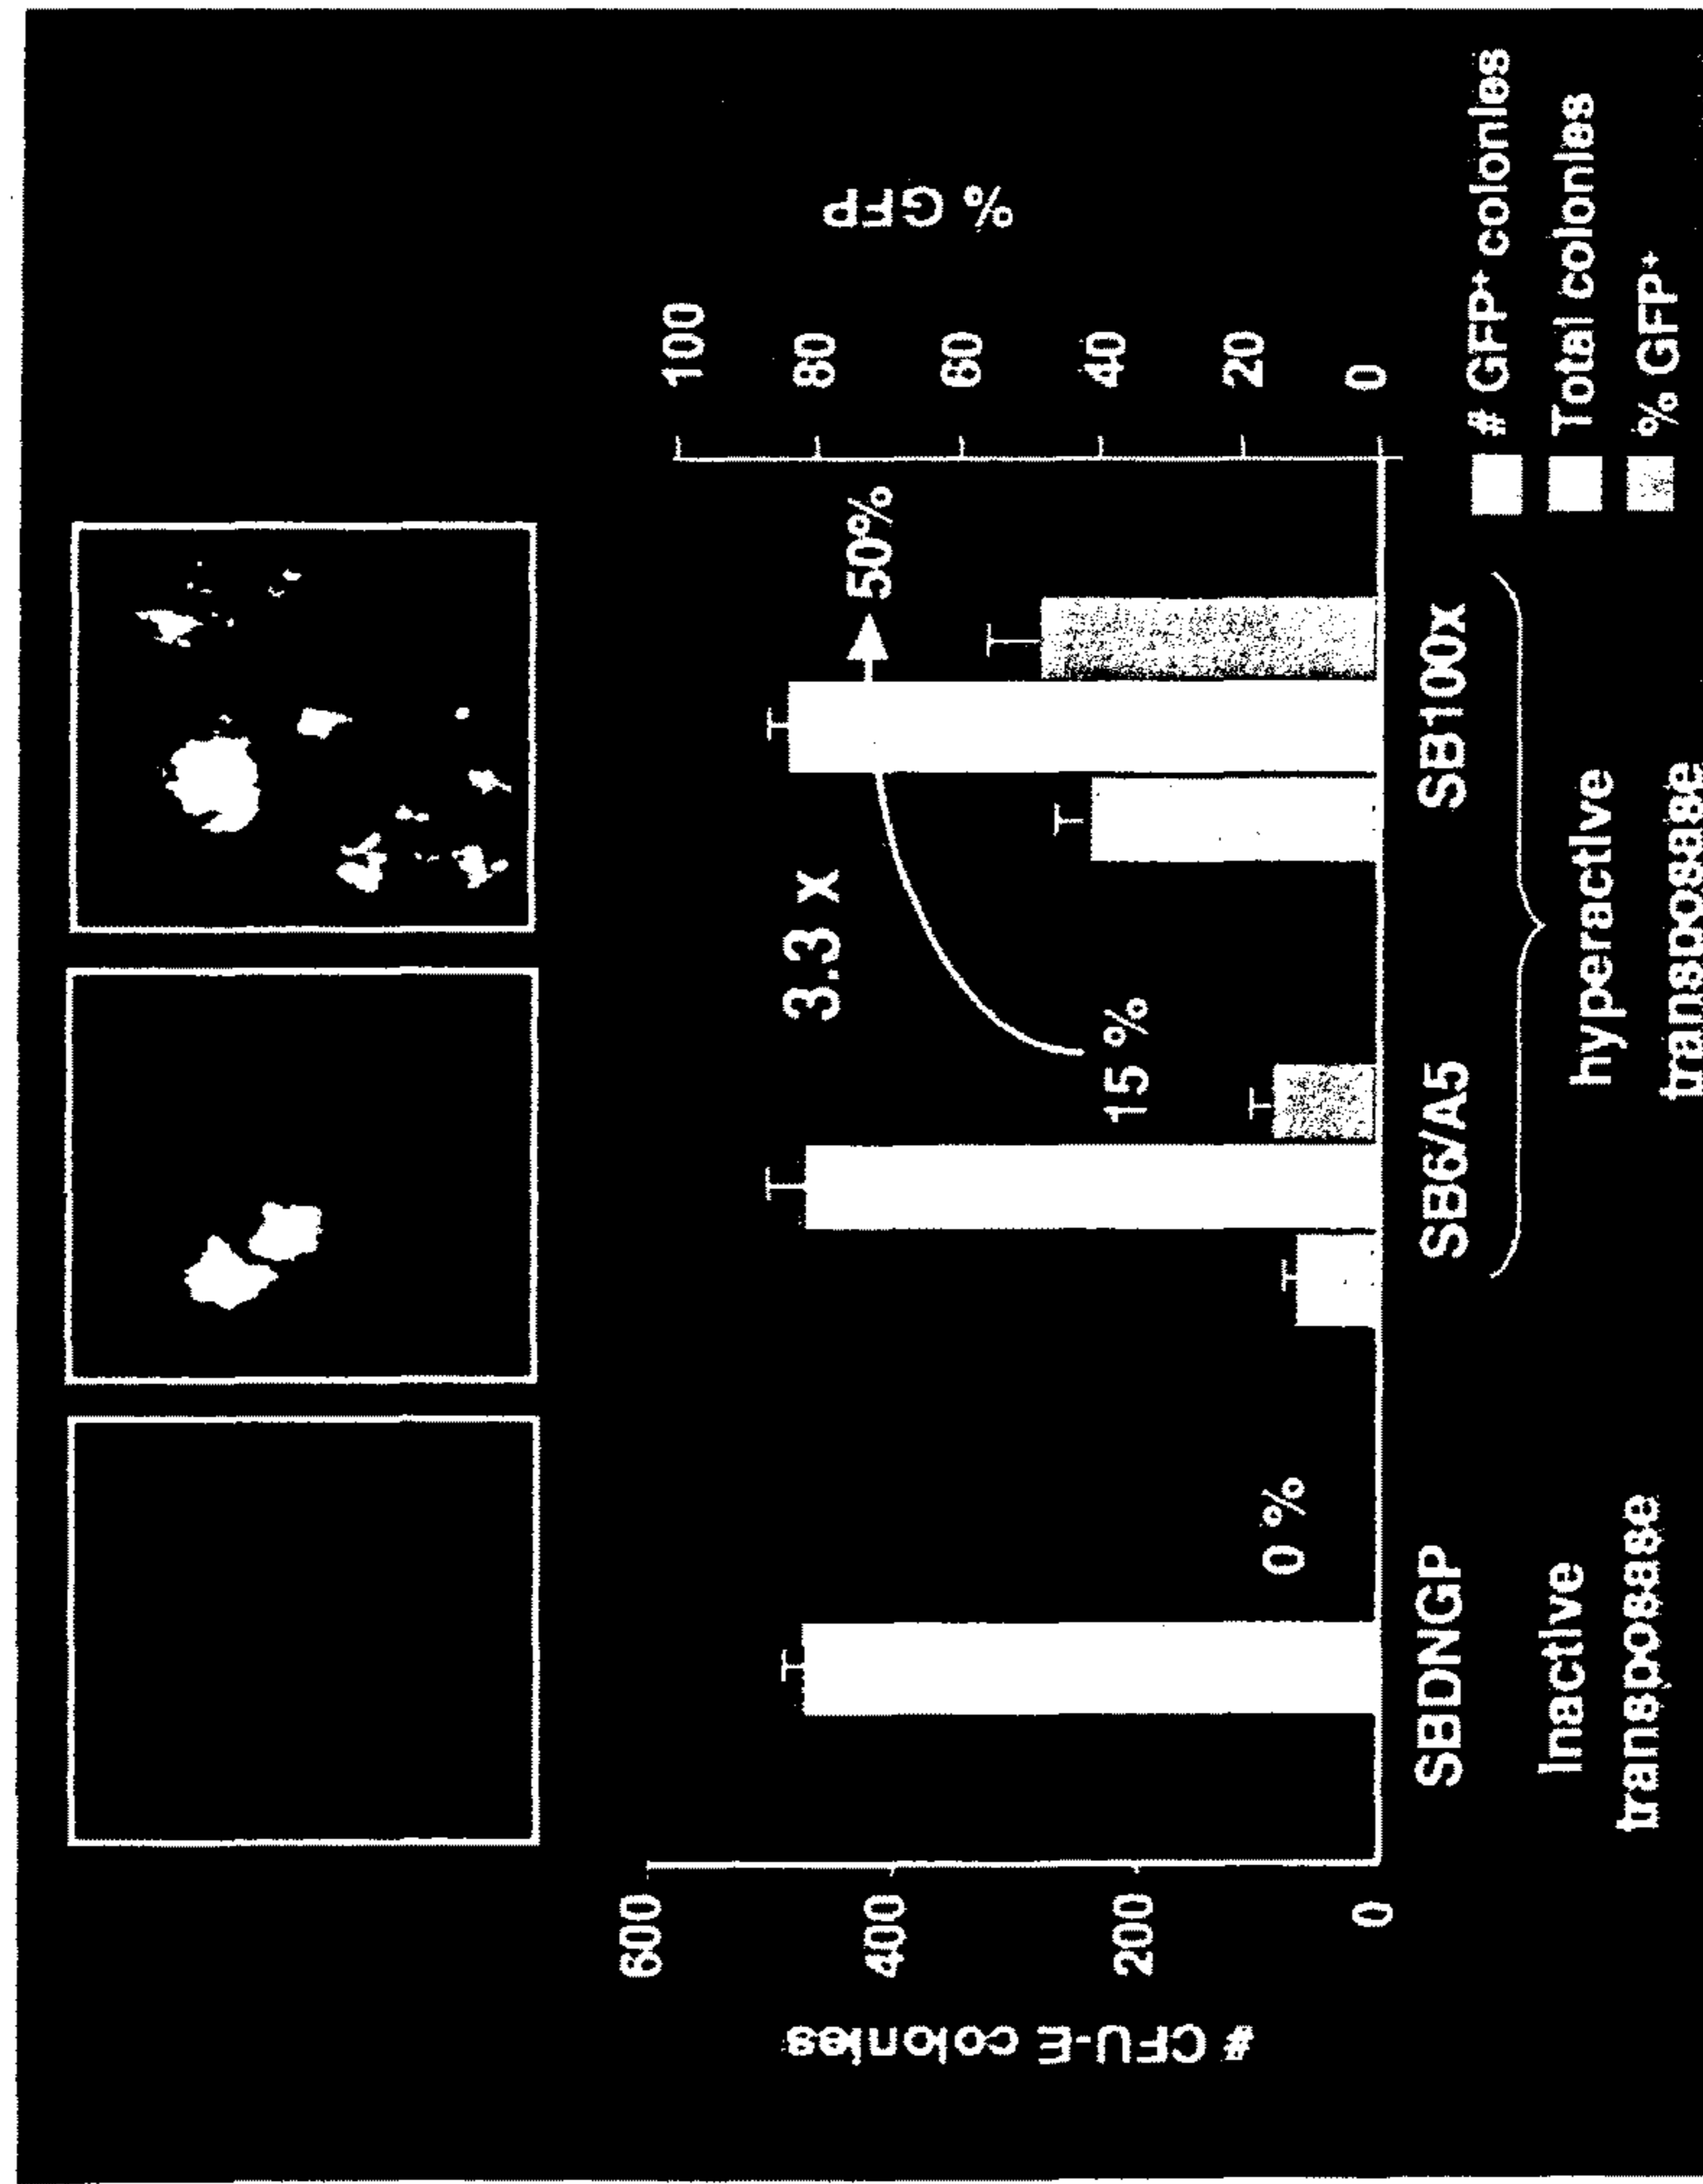 # CFU-E colonies
600
400
200
0
3.3 x
50%
15 %
0 %
100
80
60
40
20
0
% GFP
SBDNGP
SB6/A5
SB100x
Inactive
transposase
hyperactive
transposase
# GFP⁺ colonies
Total colonies
% GFP⁺